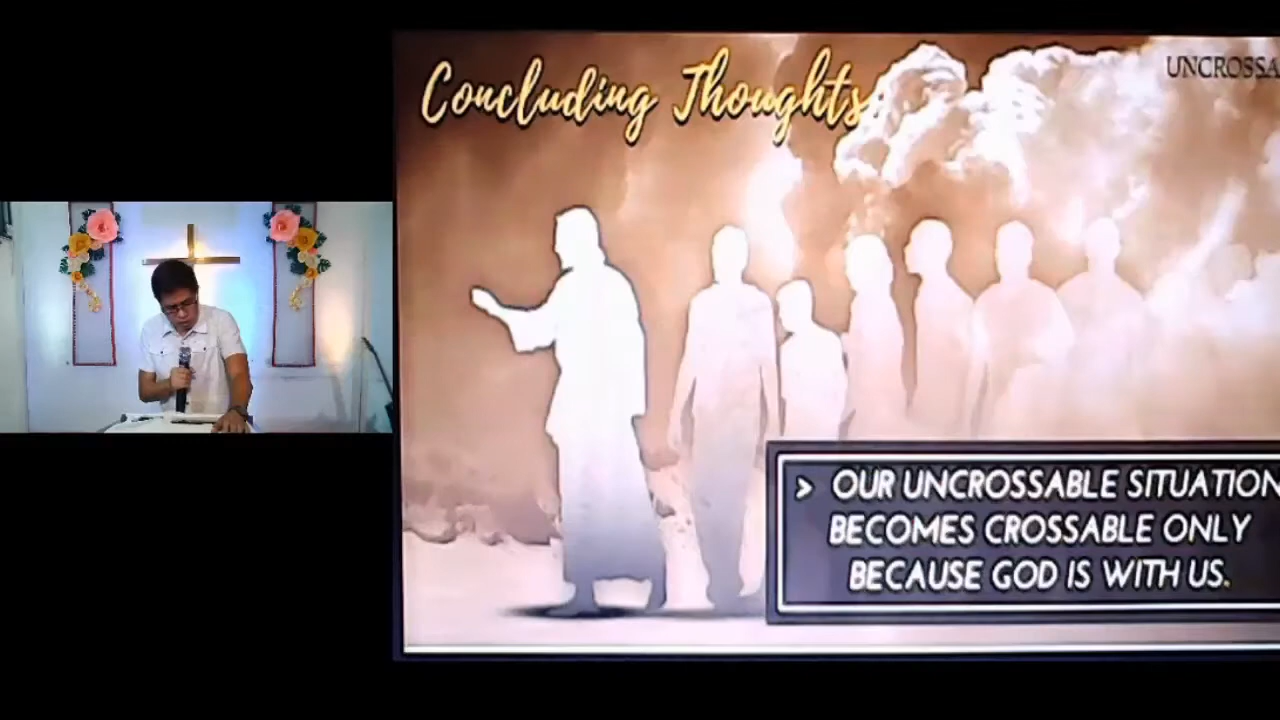 Concluding Thoughts
UNCROSSA
> OUR UNCROSSABLE SITUATION
BECOMES CROSSABLE ONLY
BECAUSE GOD IS WITH US.